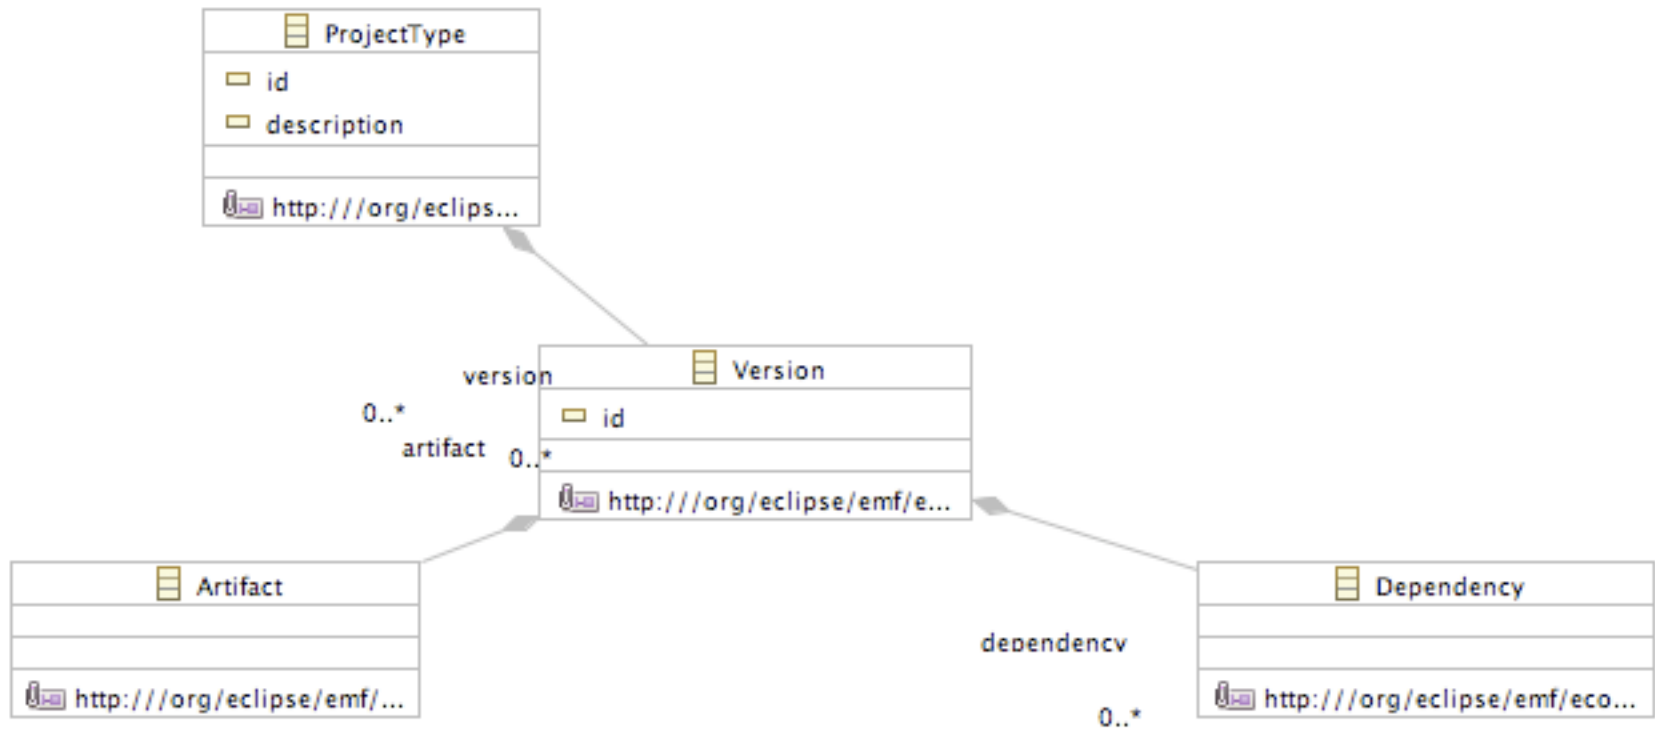 ProjectType
id
description
http:///org/eclips...
version
0..*
artifact
0..*
Version
id
http:///org/eclipse/emf/e...
Artifact
http:///org/eclipse/emf/...
dependency
0..*
Dependency
http:///org/eclipse/emf/eco...